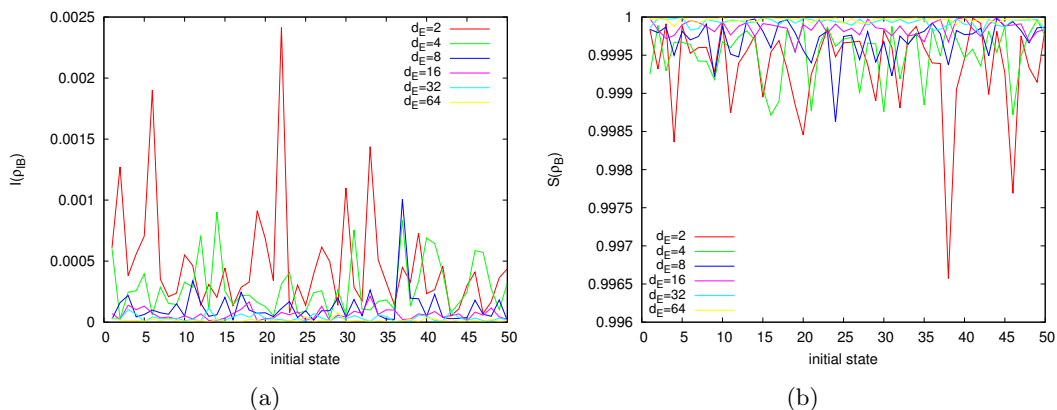 I(ρ_IB)
0.0025
0.002
0.0015
0.001
0.0005
0
d_E=2
d_E=4
d_E=8
d_E=16
d_E=32
d_E=64
0 5 10 15 20 25 30 35 40 45 50
initial state
(a)
S(ρ_B)
1
0.9995
0.999
0.9985
0.998
0.9975
0.997
0.9965
0.996
d_E=2
d_E=4
d_E=8
d_E=16
d_E=32
d_E=64
0 5 10 15 20 25 30 35 40 45 50
initial state
(b)